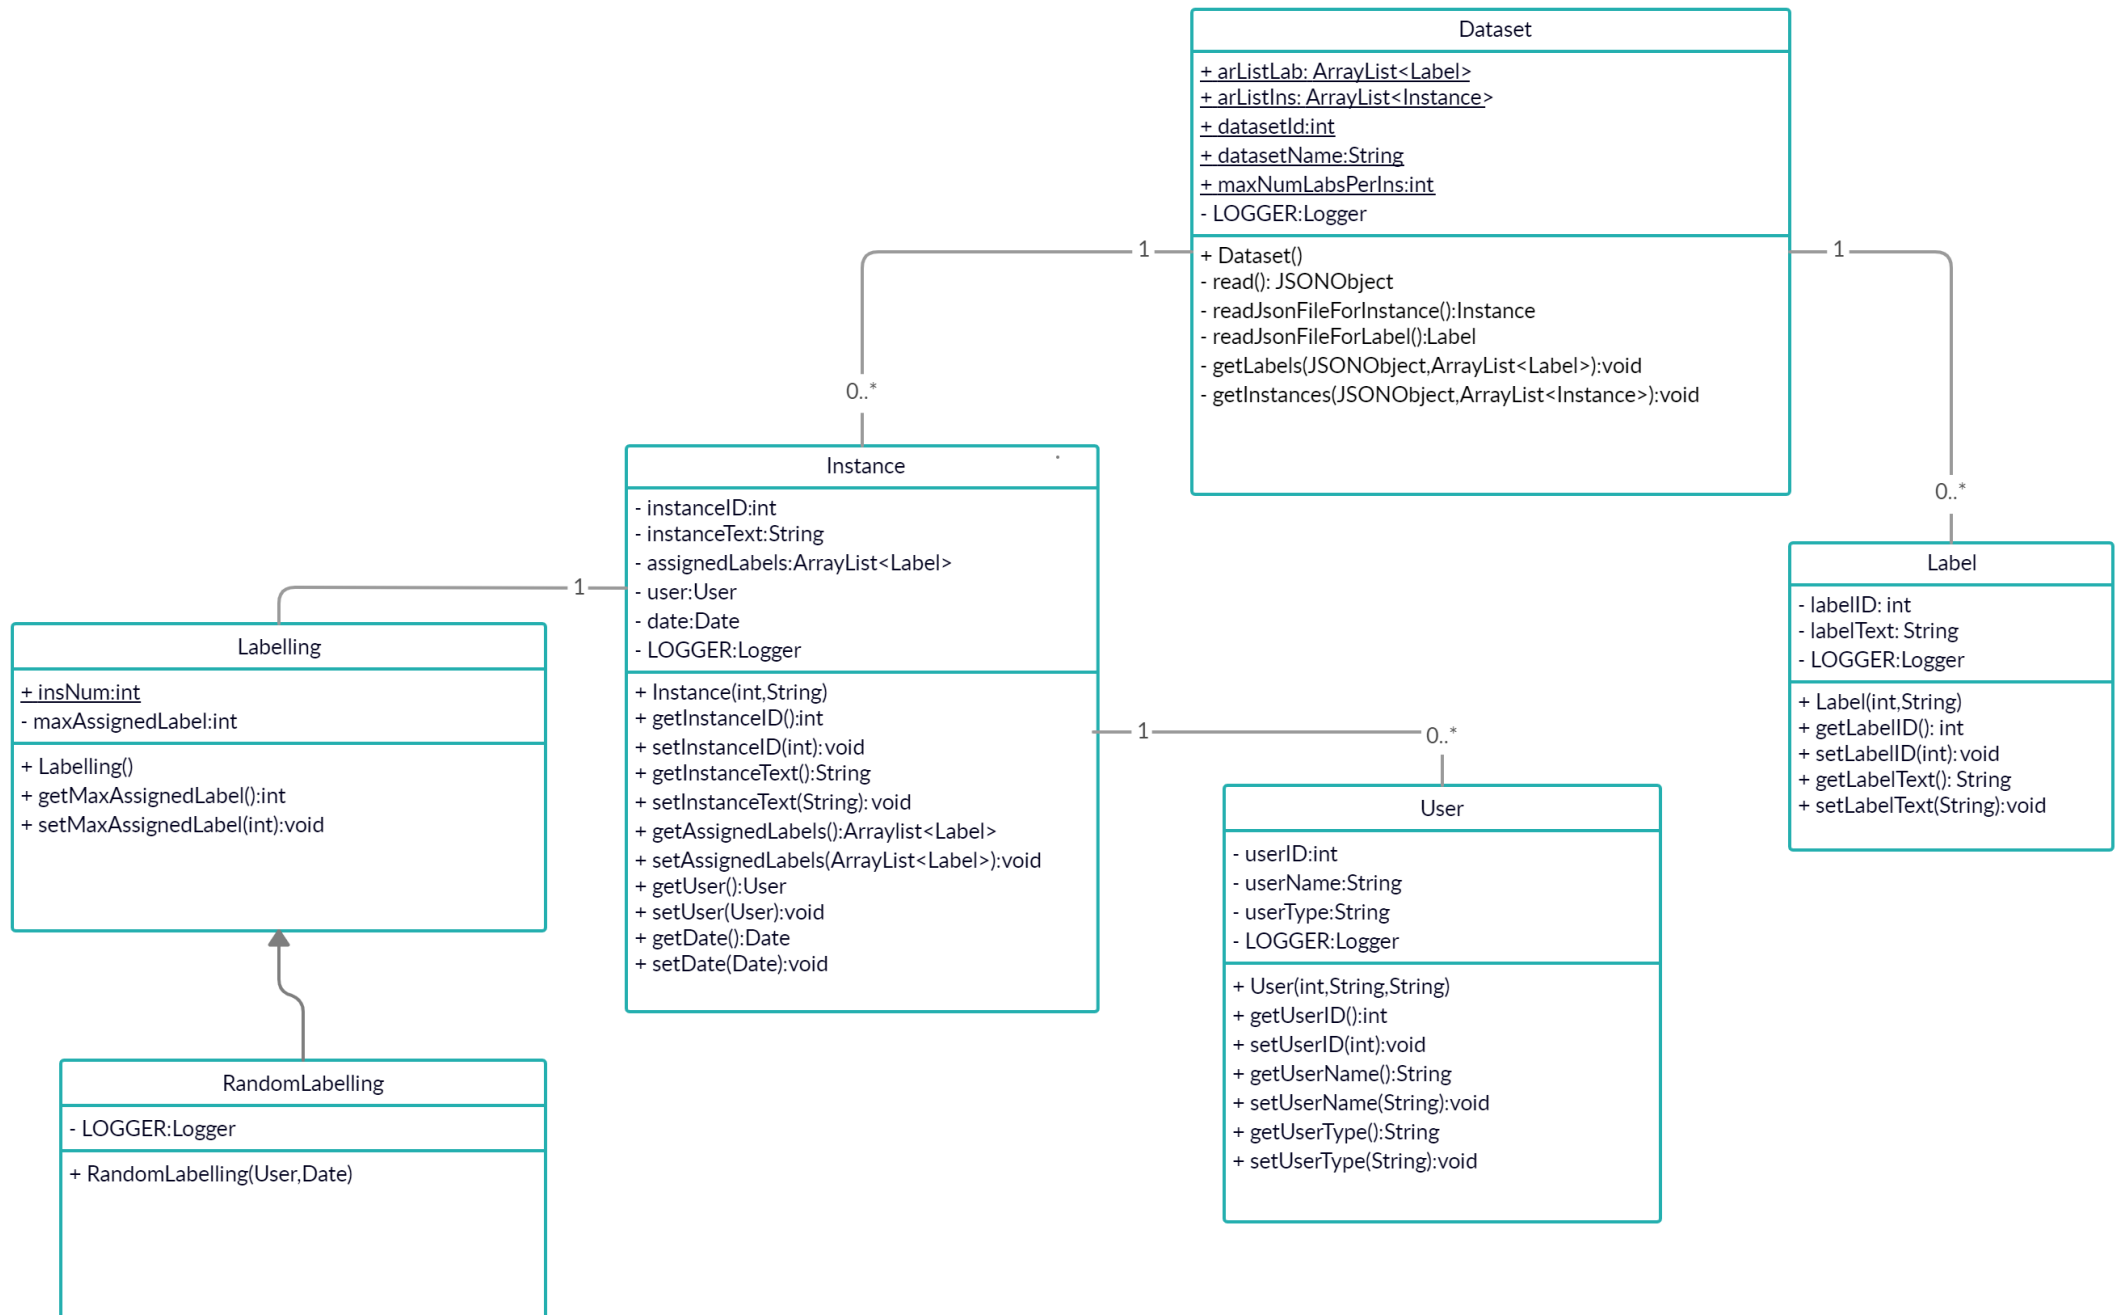 Dataset
+ arListLab: ArrayList<Label>
+ arListIns: ArrayList<Instance>
+ datasetId:int
+ datasetName:String
+ maxNumLabsPerIns:int
- LOGGER:Logger
+ Dataset()
- read(): JSONObject
- readJsonFileForInstance():Instance
- readJsonFileForLabel():Label
- getLabels(JSONObject,ArrayList<Label>):void
- getInstances(JSONObject,ArrayList<Instance>):void
1
1
0..*
0..*
Instance
- instanceID:int
- instanceText:String
- assignedLabels:ArrayList<Label>
- user:User
- date:Date
- LOGGER:Logger
+ Instance(int,String)
+ getInstanceID():int
+ setInstanceID(int): void
+ getInstanceText():String
+ setInstanceText(String): void
+ getAssignedLabels():Arraylist<Label>
+ setAssignedLabels(ArrayList<Label>):void
+ getUser():User
+ setUser(User):void
+ getDate():Date
+ setDate(Date):void
Label
- labelID: int
- labelText: String
- LOGGER:Logger
+ Label(int,String)
+ getLabelID(): int
+ setLabelID(int): void
+ getLabelText(): String
+ setLabelText(String):void
1
Labelling
+ insNum:int
- maxAssignedLabel:int
+ Labelling()
+ getMaxAssignedLabel():int
+ setMaxAssignedLabel(int):void
1
0..*
User
- userID:int
- userName:String
- userType:String
- LOGGER:Logger
+ User(int,String,String)
+ getUserID():int
+ setUserID(int):void
+ getUserName():String
+ setUserName(String):void
+ getUserType():String
+ setUserType(String):void
RandomLabelling
- LOGGER:Logger
+ RandomLabelling(User,Date)